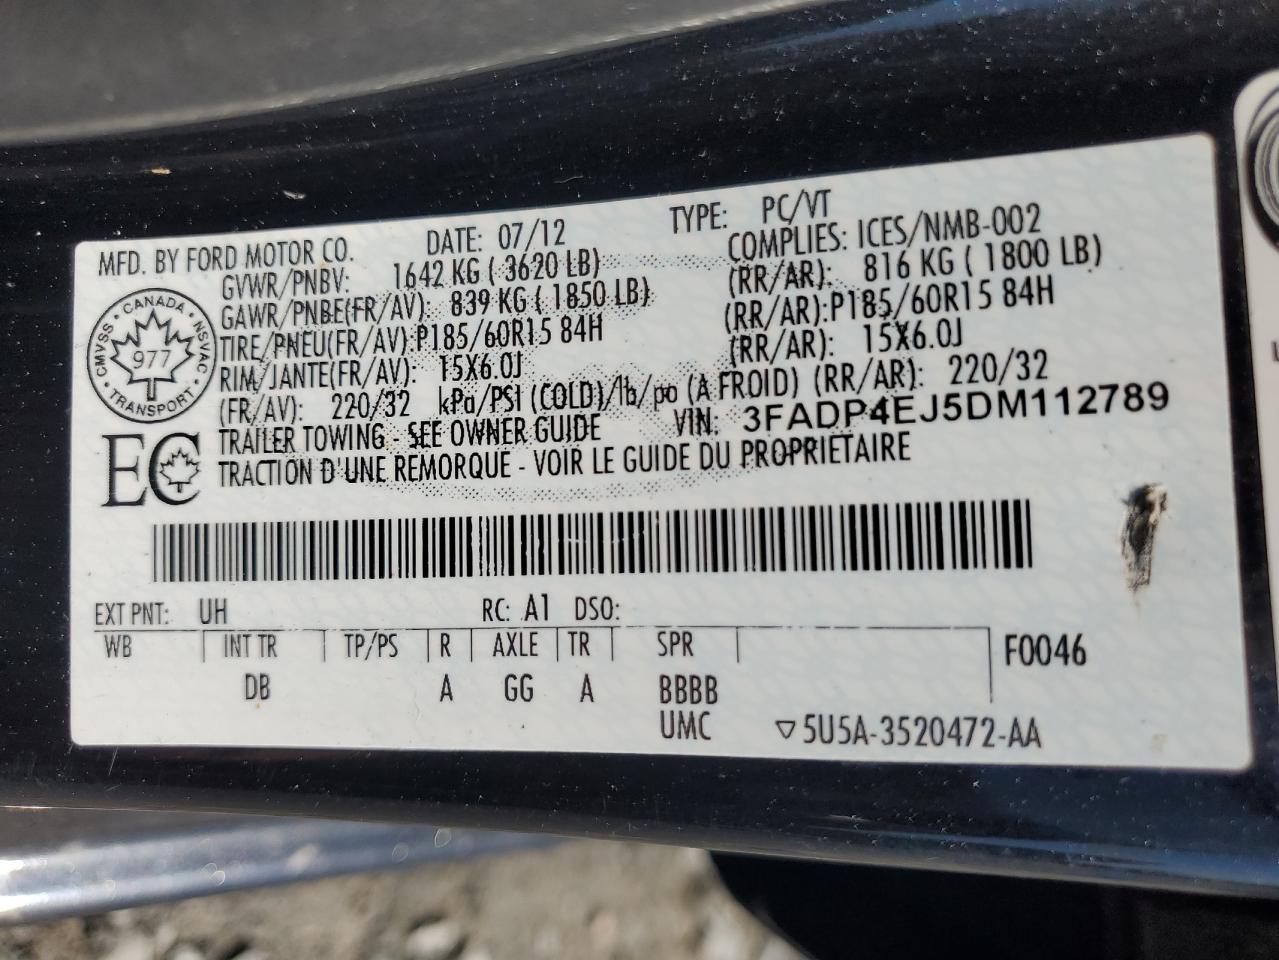 MFD. BY FORD MOTOR CO. DATE: 07/12 TYPE: PC/VT
GVWR/PNBV: 1642 KG ( 3620 LB) COMPLIES: ICES/NMB-002
GAWR/PNBE(FR/AV): 839 KG ( 1850 LB) (RR/AR): 816 KG ( 1800 LB)
TIRE/PNEU(FR/AV):P185/60R15 84H (RR/AR):P185/60R15 84H
RIM/JANTE(FR/AV): 15X6.0J (RR/AR): 15X6.0J
(FR/AV): 220/32 kPa/PSI (COLD)/lb/po (A FROID) (RR/AR): 220/32
TRAILER TOWING - SEE OWNER GUIDE VIN: 3FADP4EJ5DM112789
TRACTION D'UNE REMORQUE - VOIR LE GUIDE DU PROPRIETAIRE
CANADA
CMVSS 977 NSVAC
TRANSPORT
EC
EXT PNT: UH RC: A1 DSO:
WB INT TR TP/PS R AXLE TR SPR F0046
DB A GG A BBBB
UMC 5U5A-3520472-AA